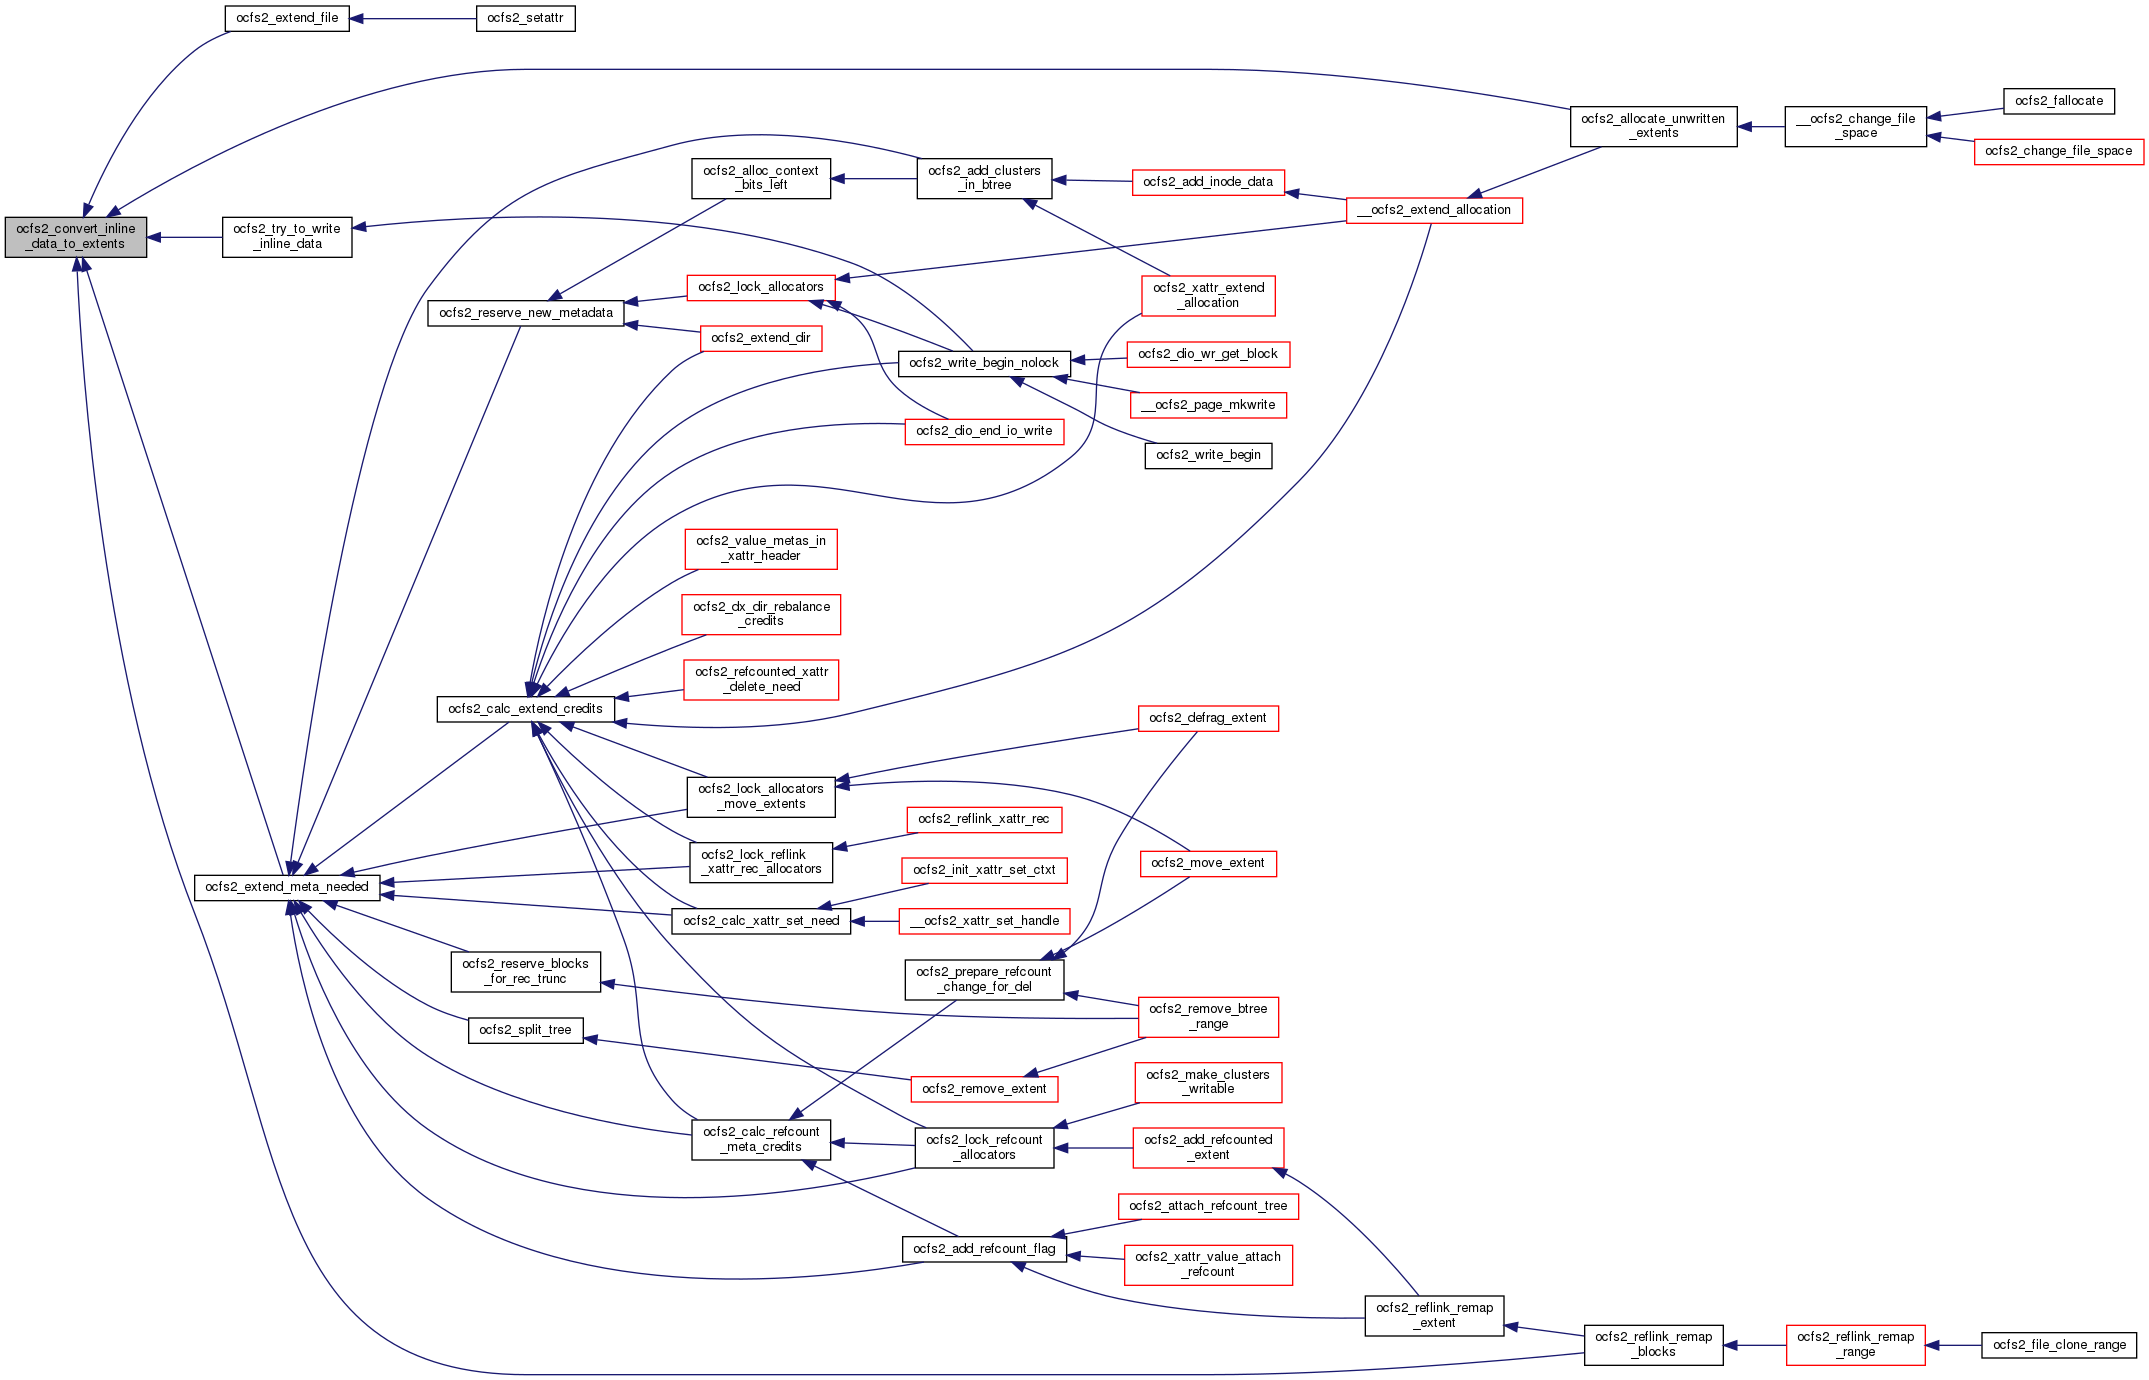 ocfs2_extend_file
ocfs2_setattr
ocfs2_convert_inline
_data_to_extents
ocfs2_try_to_write
_inline_data
ocfs2_allocate_unwritten
_extents
__ocfs2_change_file
_space
ocfs2_fallocate
ocfs2_change_file_space
ocfs2_alloc_context
_bits_left
ocfs2_add_clusters
_in_btree
ocfs2_add_inode_data
__ocfs2_extend_allocation
ocfs2_reserve_new_metadata
ocfs2_lock_allocators
ocfs2_extend_dir
ocfs2_xattr_extend
_allocation
ocfs2_write_begin_nolock
ocfs2_dio_wr_get_block
__ocfs2_page_mkwrite
ocfs2_dio_end_io_write
ocfs2_write_begin
ocfs2_value_metas_in
_xattr_header
ocfs2_dx_dir_rebalance
_credits
ocfs2_refcounted_xattr
_delete_need
ocfs2_calc_extend_credits
ocfs2_defrag_extent
ocfs2_lock_allocators
_move_extents
ocfs2_reflink_xattr_rec
ocfs2_lock_reflink
_xattr_rec_allocators
ocfs2_move_extent
ocfs2_extend_meta_needed
ocfs2_init_xattr_set_ctxt
ocfs2_calc_xattr_set_need
__ocfs2_xattr_set_handle
ocfs2_reserve_blocks
_for_rec_trunc
ocfs2_prepare_refcount
_change_for_del
ocfs2_remove_btree
_range
ocfs2_split_tree
ocfs2_remove_extent
ocfs2_make_clusters
_writable
ocfs2_calc_refcount
_meta_credits
ocfs2_lock_refcount
_allocators
ocfs2_add_refcounted
_extent
ocfs2_attach_refcount_tree
ocfs2_add_refcount_flag
ocfs2_xattr_value_attach
_refcount
ocfs2_reflink_remap
_extent
ocfs2_reflink_remap
_blocks
ocfs2_reflink_remap
_range
ocfs2_file_clone_range